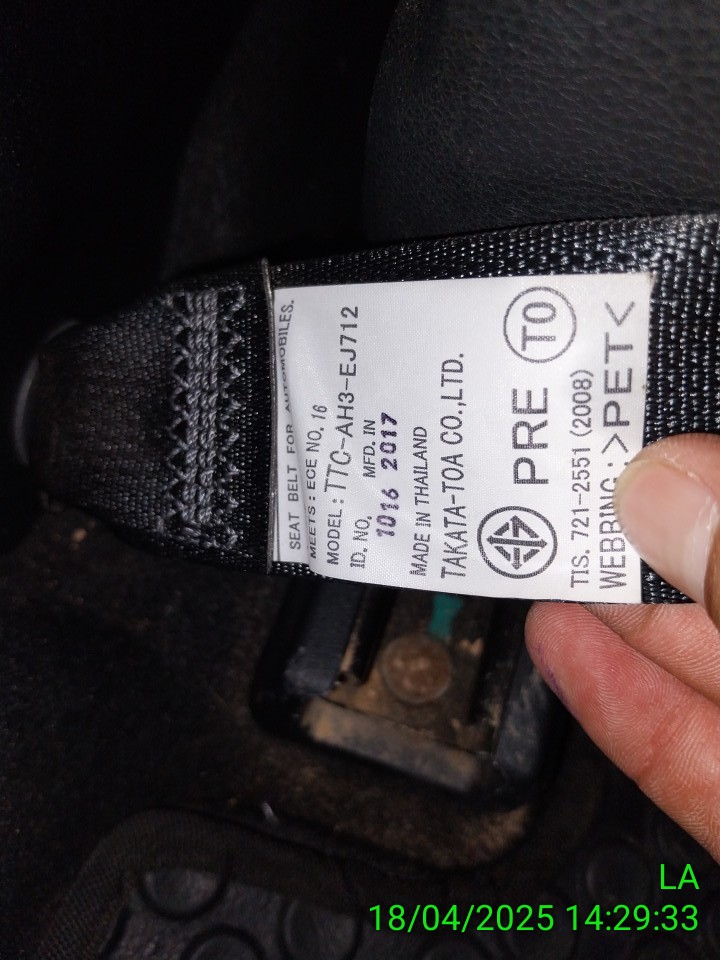 SEAT BELT FOR AUTOMOBILES.
MEETS : ECE NO. 16
MODEL : TTC-AH3-EJ712
ID. NO. MFD. IN
1016 2017
MADE IN THAILAND
TAKATA-TOA CO.,LTD.
PRE TO
TIS. 721-2551 (2008)
WEBRING : >PET<
LA
18/04/2025 14:29:33